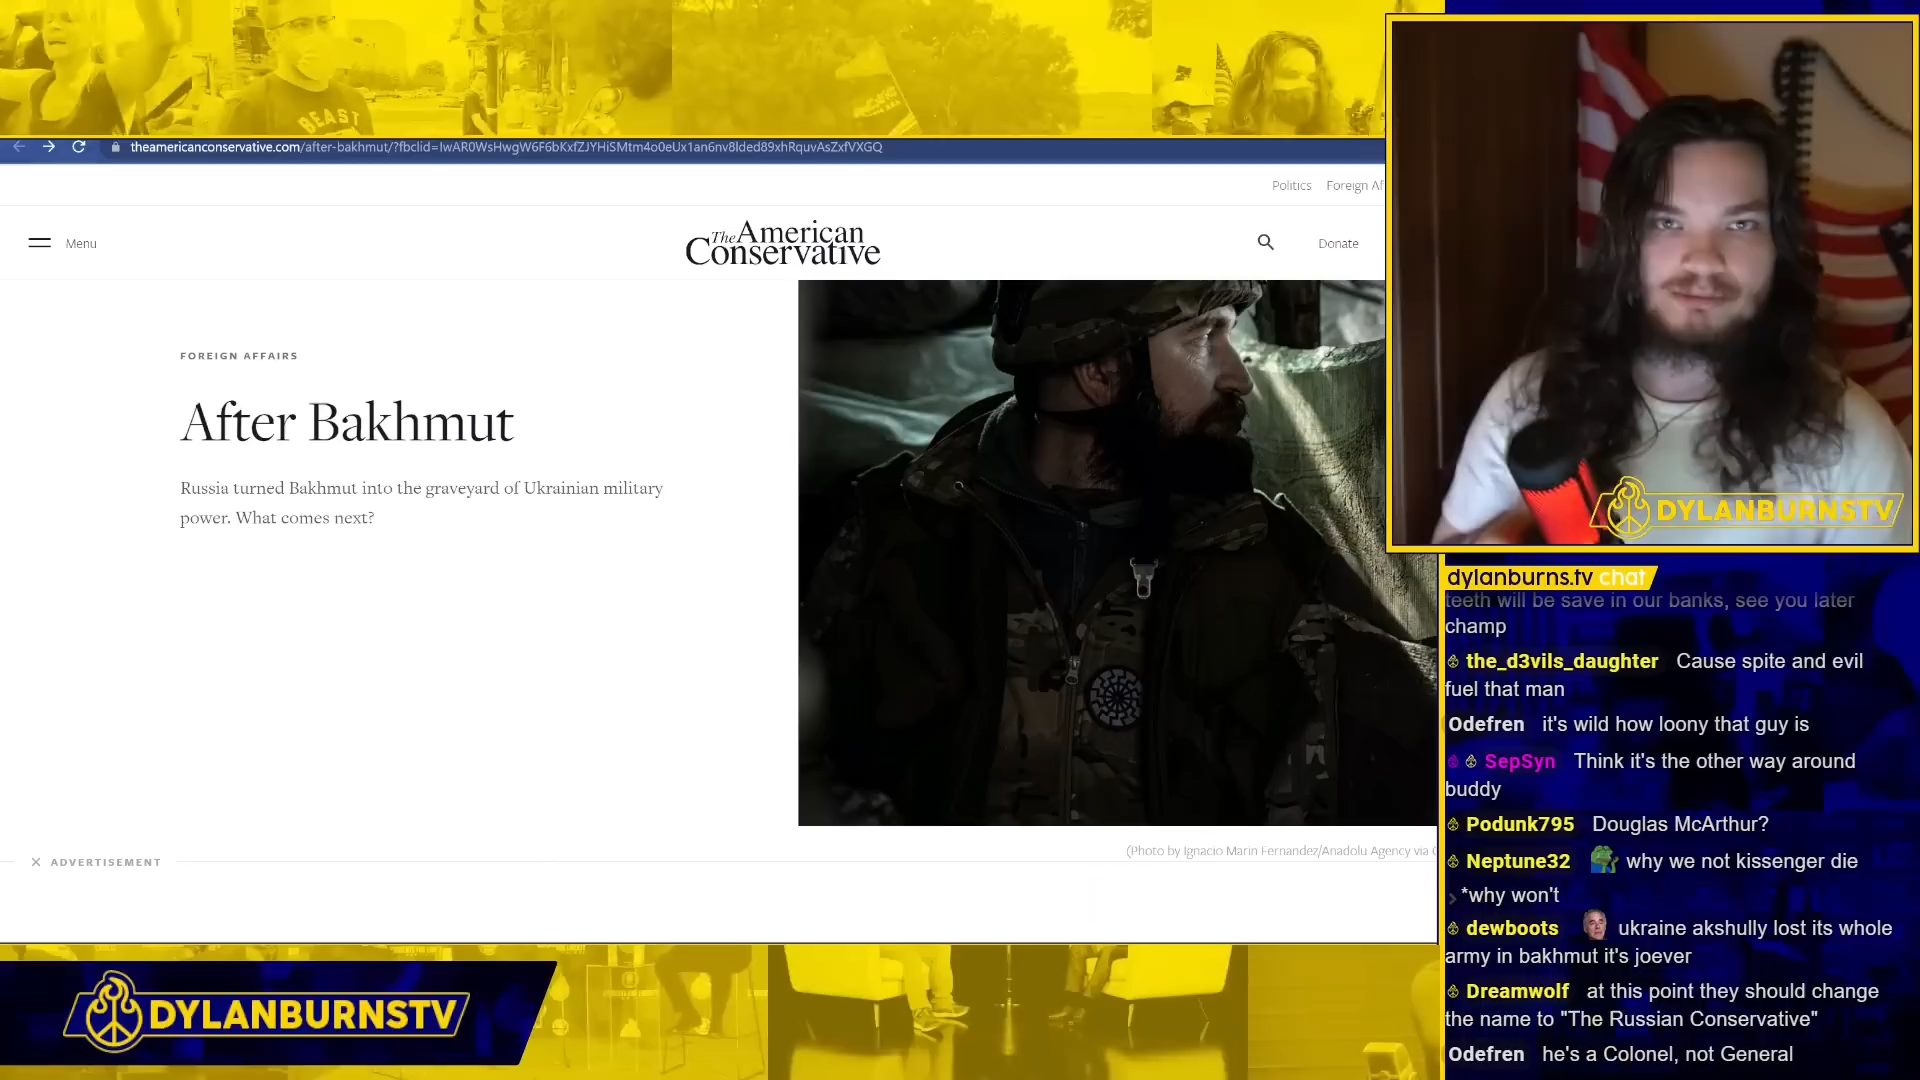 BEAST
theamericanconservative.com/after-bakhmut/?fbclid=IwAR0WsHwgW6F6bKxfZJYHiSMtm4o0eUx1an6nv8lded89xhRquvAsZxfVXGQ
Politics Foreign Af
Menu
The American
Conservative
Donate
FOREIGN AFFAIRS
After Bakhmut
Russia turned Bakhmut into the graveyard of Ukrainian military
power. What comes next?
(Photo by Ignacio Marin Fernandez/Anadolu Agency via
ADVERTISEMENT
DYLANBURNSTV
DYLANBURNSTV
dylanburns.tv chat
teeth will be save in our banks, see you later
champ
the_d3vils_daughter Cause spite and evil
fuel that man
Odefren it's wild how loony that guy is
SepSyn Think it's the other way around
buddy
Podunk795 Douglas McArthur?
Neptune32 why we not kissenger die
*why won't
dewboots ukraine akshully lost its whole
army in bakhmut it's joever
Dreamwolf at this point they should change
the name to "The Russian Conservative"
Odefren he's a Colonel, not General